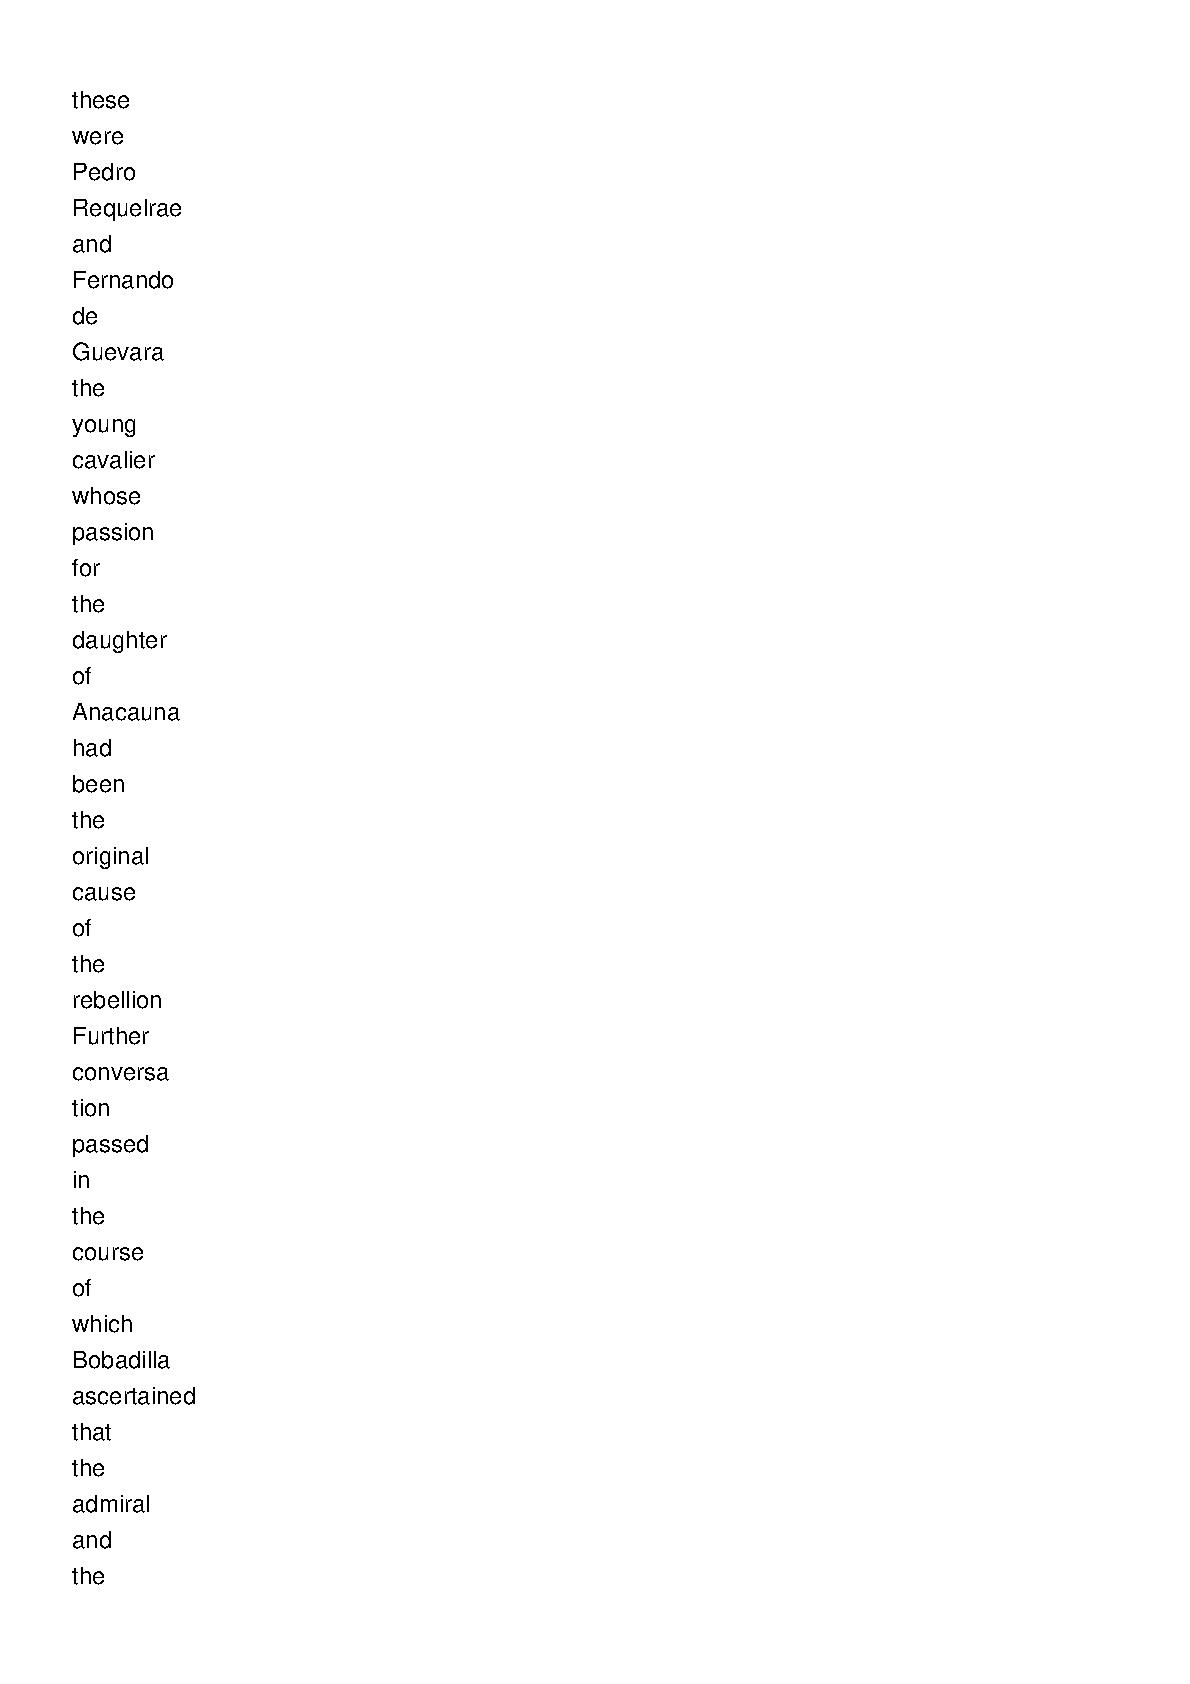 these
were
Pedro
Requelrae
and
Fernando
de
Guevara
the
young
cavalier
whose
passion
for
the
daughter
of
Anacauna
had
been
the
original
cause
of
the
rebellion
Further
conversa
tion
passed
in
the
course
of
which
Bobadilla
ascertained
that
the
admiral
and
the